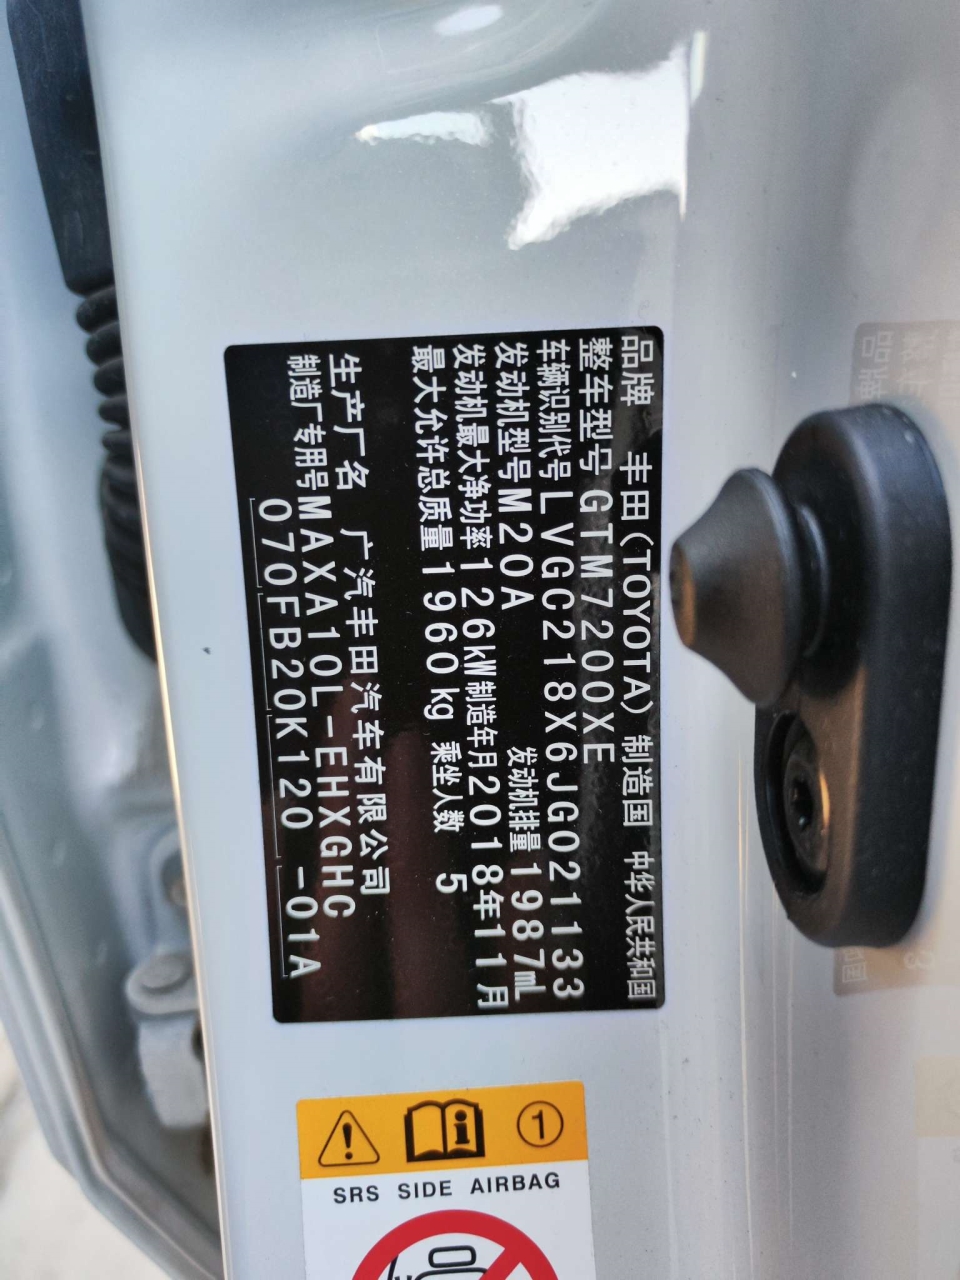 品牌 丰田(TOYOTA) 制造国 中华人民共和国
整车型号 GTM7200XE
车辆识别代号 LVGC218X6JG021133
发动机型号 M20A 发动机排量 1987mL
发动机最大净功率 126kW 制造年月 2018年11月
最大允许总质量 1960kg 乘坐人数 5
生产厂名 广汽丰田汽车有限公司
制造厂专用号 MAXA10L-EHXGHC
070FB20K120 -01A
1
SRS SIDE AIRBAG